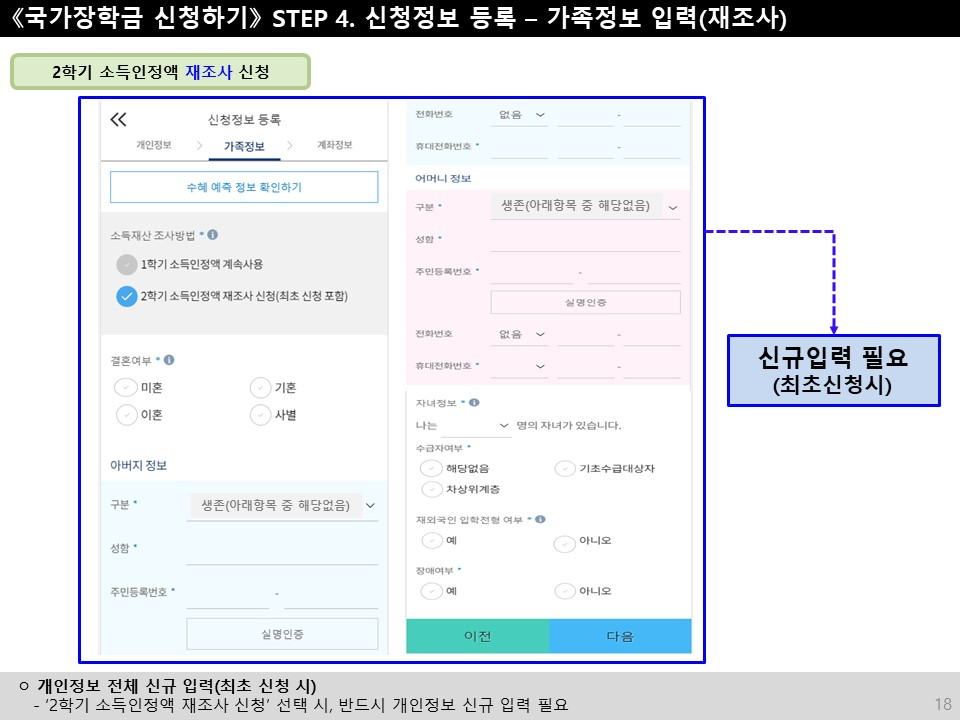 《국가장학금 신청하기》 STEP 4. 신청정보 등록 – 가족정보 입력(재조사)
2학기 소득인정액 재조사 신청
신청정보 등록
개인정보 가족정보 계좌정보
수혜 예측 정보 확인하기
소득재산 조사방법 *
1학기 소득인정액 계속사용
2학기 소득인정액 재조사 신청(최초 신청 포함)
결혼여부 *
미혼 기혼
이혼 사별
아버지 정보
구분 * 생존(아래항목 중 해당없음)
성함 *
주민등록번호 * -
실명인증
전화번호 없음 -
휴대전화번호 * -
어머니 정보
구분 * 생존(아래항목 중 해당없음)
성함 *
주민등록번호 * -
실명인증
전화번호 없음 -
휴대전화번호 * -
자녀정보 *
나는 명의 자녀가 있습니다.
수급자여부 *
해당없음 기초수급대상자
차상위계층
재외국인 입학전형 여부 *
예 아니오
장애여부 *
예 아니오
이전 다음
신규입력 필요
(최초신청시)
ㅇ 개인정보 전체 신규 입력(최초 신청 시)
- ‘2학기 소득인정액 재조사 신청’ 선택 시, 반드시 개인정보 신규 입력 필요
18